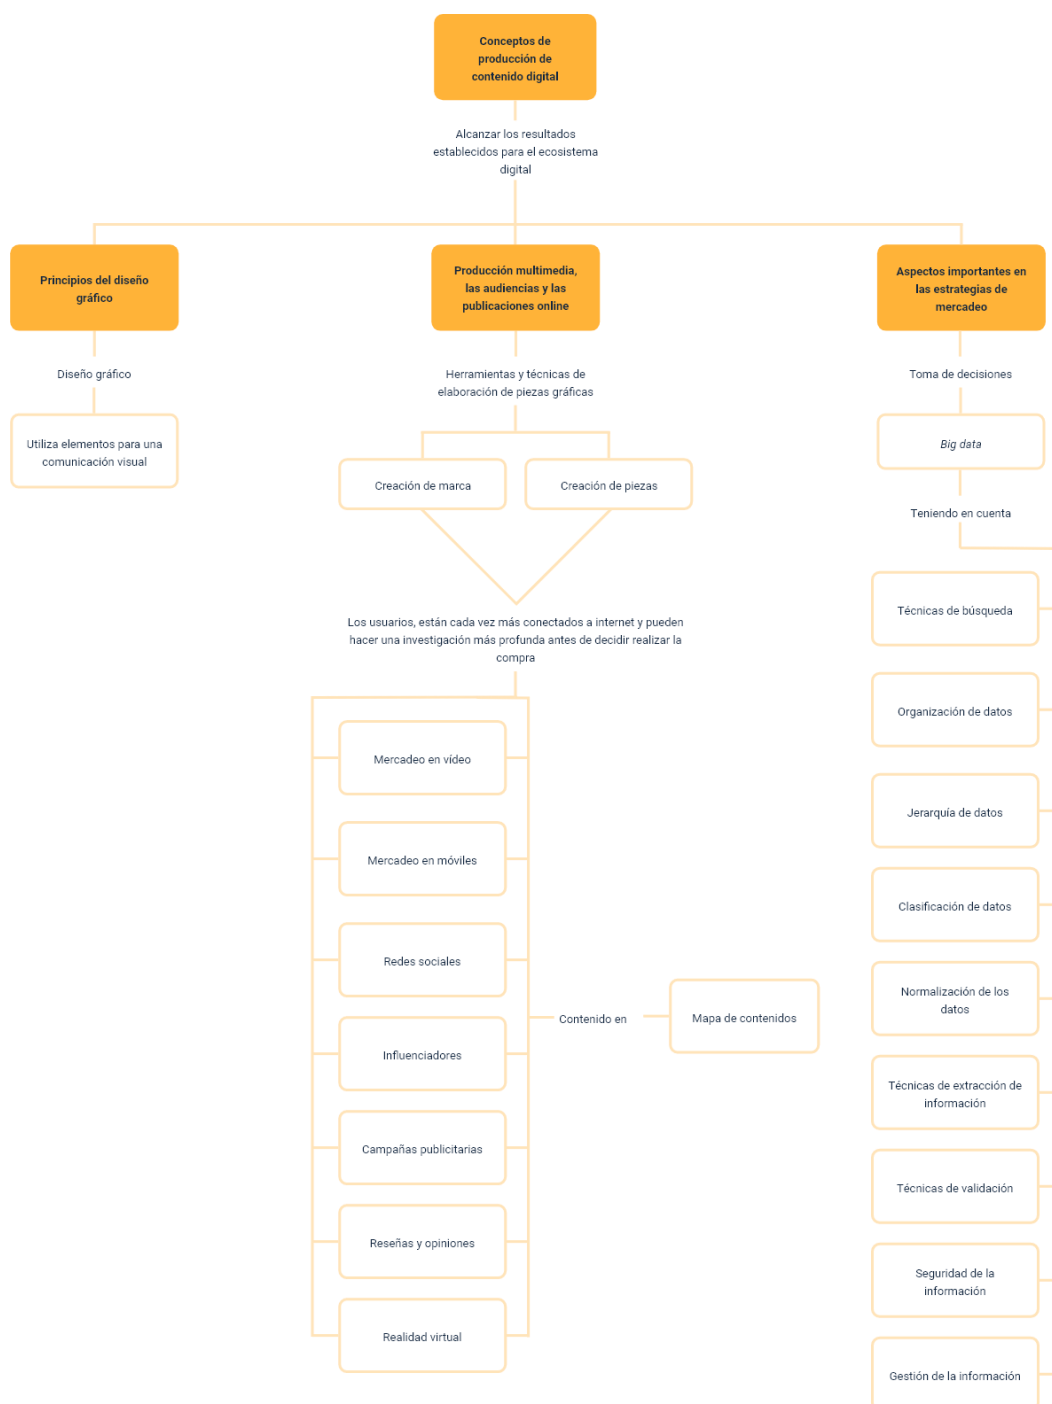 Conceptos de
producción de
contenido digital
Alcanzar los resultados
establecidos para el ecosistema
digital
Principios del diseño
gráfico
Diseño gráfico
Utiliza elementos para una
comunicación visual
Producción multimedia,
las audiencias y las
publicaciones online
Herramientas y técnicas de
elaboración de piezas gráficas
Creación de marca
Creación de piezas
Los usuarios, están cada vez más conectados a internet y pueden
hacer una investigación más profunda antes de decidir realizar la
compra
Mercadeo en vídeo
Mercadeo en móviles
Redes sociales
Influenciadores
Campañas publicitarias
Reseñas y opiniones
Realidad virtual
Contenido en
Mapa de contenidos
Aspectos importantes en
las estrategias de
mercadeo
Toma de decisiones
Big data
Teniendo en cuenta
Técnicas de búsqueda
Organización de datos
Jerarquía de datos
Clasificación de datos
Normalización de los
datos
Técnicas de extracción de
información
Técnicas de validación
Seguridad de la
información
Gestión de la información